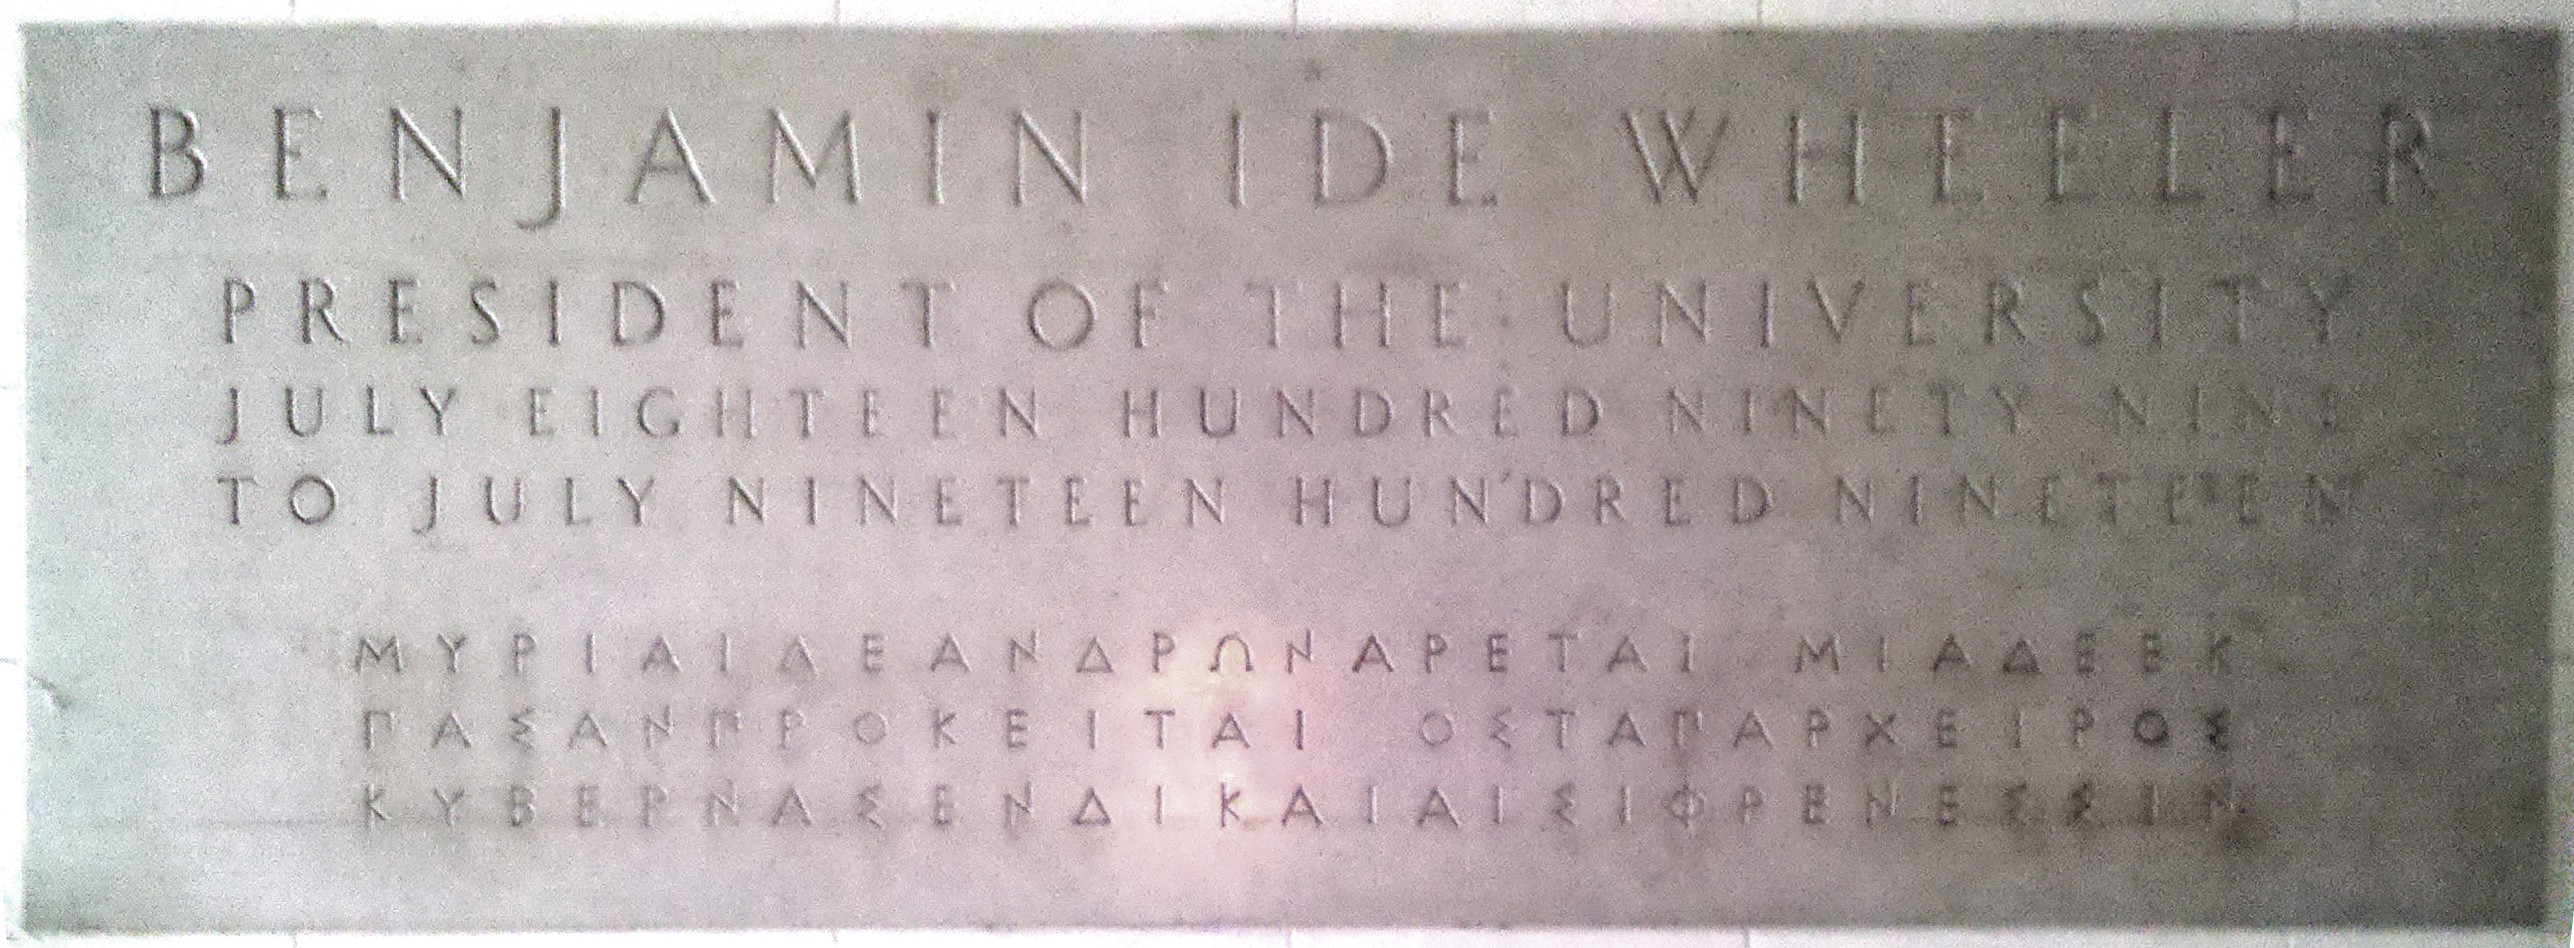 BENJAMIN IDE WHEELER
PRESIDENT OF THE UNIVERSITY
JULY EIGHTEEN HUNDRED NINETY NINE
TO JULY NINETEEN HUNDRED NINETEEN
ΜΥΡΙΑΙΔΕΑΝΔΡΩΝΑΡΕΤΑΙ ΜΙΑΔΕΕΚ
ΠΑΣΑΝΠΡΟΚΕΙΤΑΙ ΟΣΤΑΠΑΡΧΕΙΡΟΣ
ΚΥΒΕΡΝΑΣΕΝΔΙΚΑΙΑΙΣΙΦΡΕΝΕΣΣΙΝ